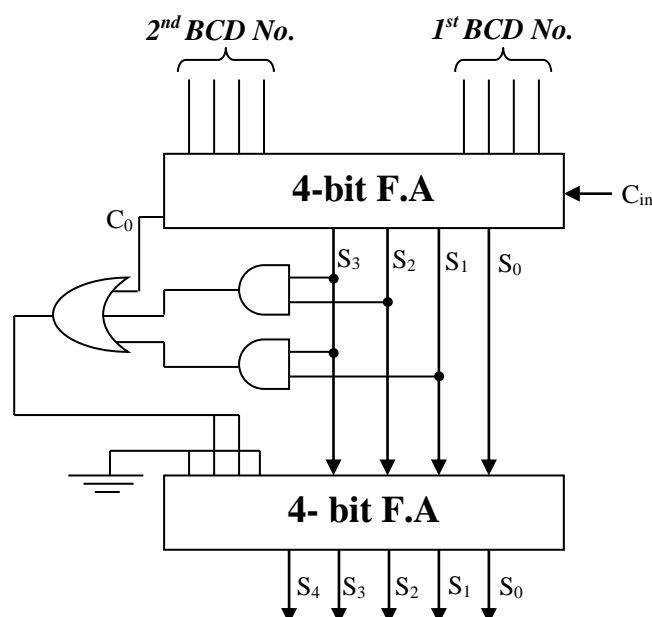 2nd BCD No.
1st BCD No.
4-bit F.A
Cin
C0
S3
S2
S1
S0
4- bit F.A
S4
S3
S2
S1
S0